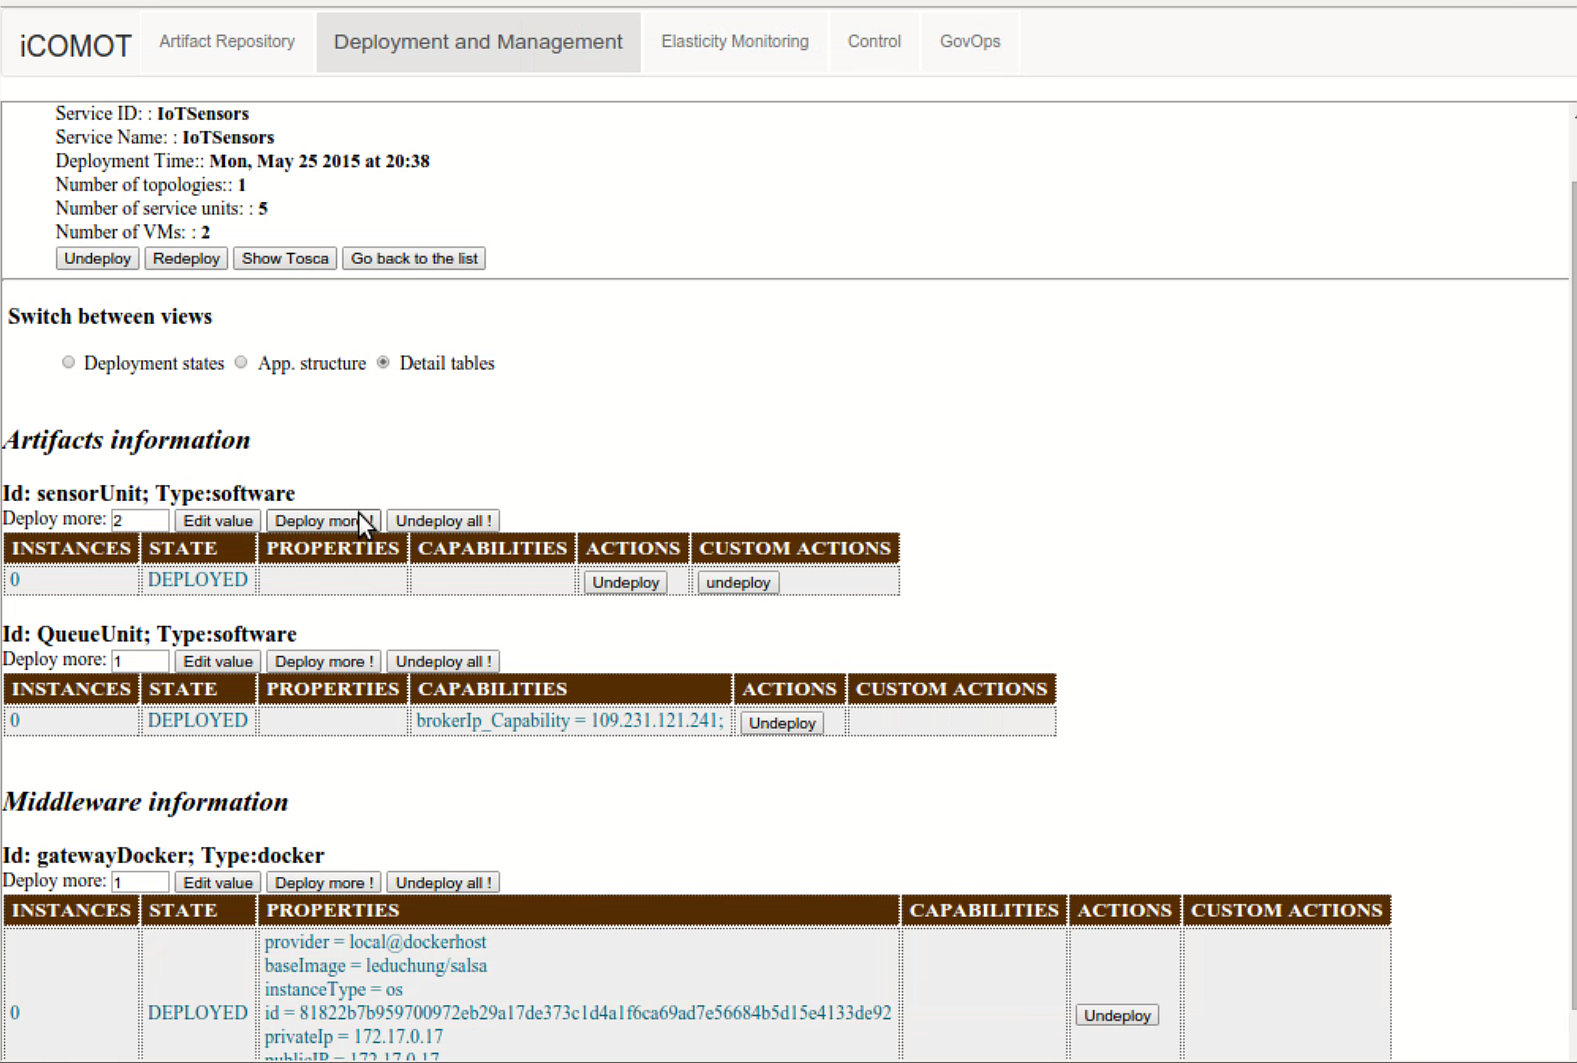 iCOMOT Artifact Repository Deployment and Management Elasticity Monitoring Control GovOps
Service ID: : IoTSensors
Service Name: : IoTSensors
Deployment Time:: Mon, May 25 2015 at 20:38
Number of topologies:: 1
Number of service units: : 5
Number of VMs: : 2
Undeploy Redeploy Show Tosca Go back to the list
Switch between views
Deployment states App. structure Detail tables
Artifacts information
Id: sensorUnit; Type:software
Deploy more: 2 Edit value Deploy more ! Undeploy all !
INSTANCES STATE PROPERTIES CAPABILITIES ACTIONS CUSTOM ACTIONS
0 DEPLOYED Undeploy undeploy
Id: QueueUnit; Type:software
Deploy more: 1 Edit value Deploy more ! Undeploy all !
INSTANCES STATE PROPERTIES CAPABILITIES ACTIONS CUSTOM ACTIONS
0 DEPLOYED brokerIp_Capability = 109.231.121.241; Undeploy
Middleware information
Id: gatewayDocker; Type:docker
Deploy more: 1 Edit value Deploy more ! Undeploy all !
INSTANCES STATE PROPERTIES CAPABILITIES ACTIONS CUSTOM ACTIONS
provider = local@dockerhost
baseImage = leduchung/salsa
instanceType = os
0 DEPLOYED id = 81822b7b959700972eb29a17de373c1d4a1f6ca69ad7e56684b5d15e4133de92 Undeploy
privateIp = 172.17.0.17
publicIP = 172.17.0.17